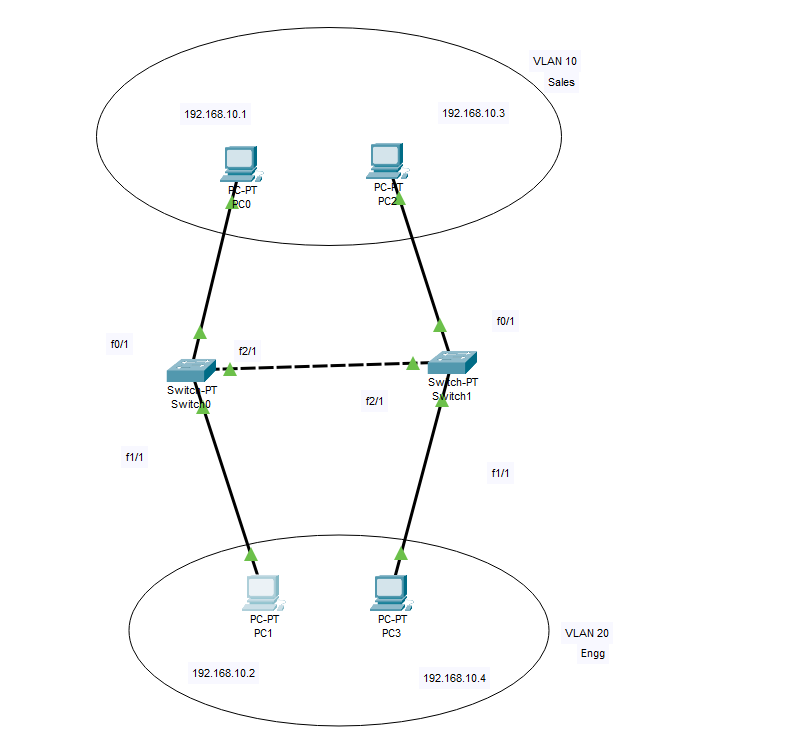 VLAN 10
Sales
192.168.10.1
192.168.10.3
PC-PT
PC0
PC-PT
PC2
f0/1
f0/1
f2/1
Switch-PT
Switch0
Switch-PT
Switch1
f2/1
f1/1
f1/1
PC-PT
PC1
PC-PT
PC3
VLAN 20
Engg
192.168.10.2
192.168.10.4